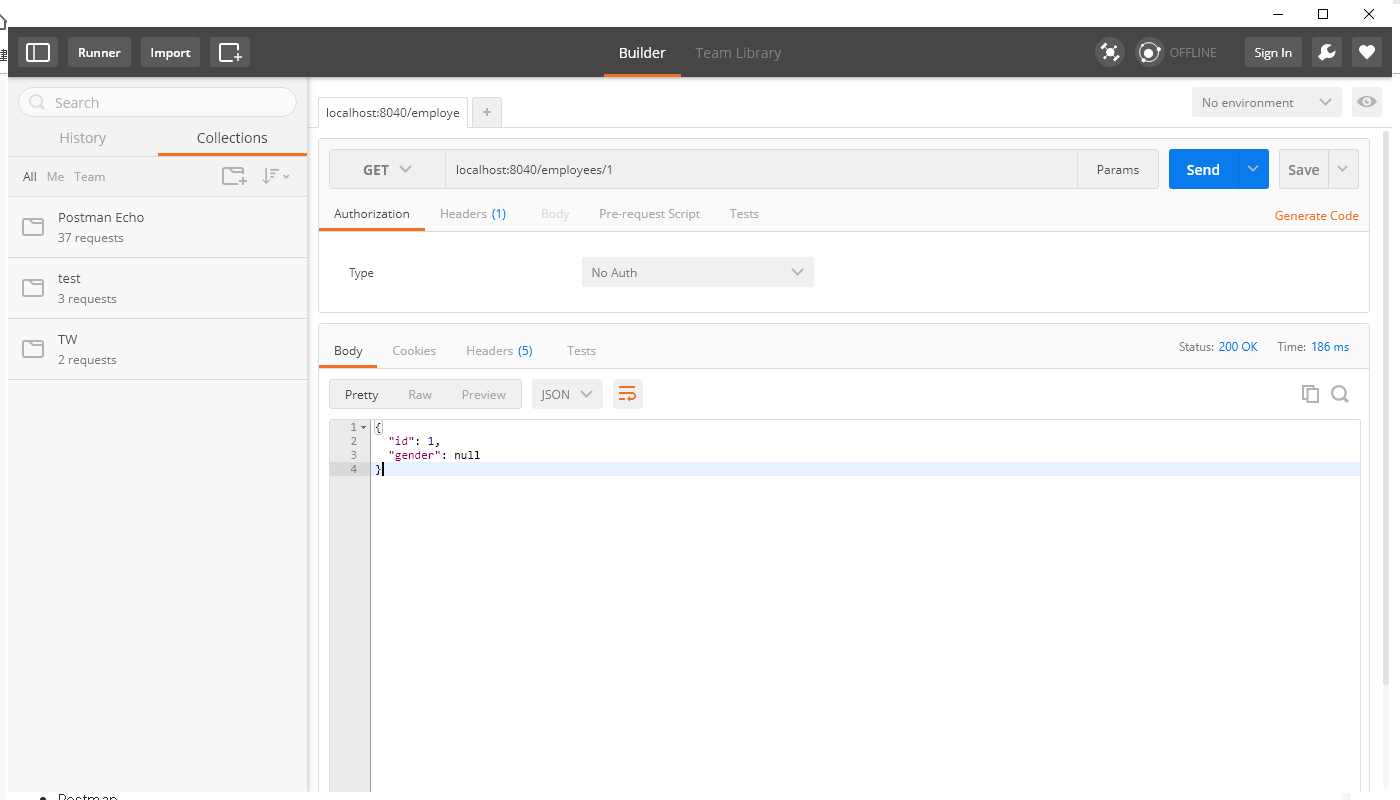 Runner
Import
Builder
Team Library
OFFLINE
Sign In
Search
History
Collections
All
Me
Team
Postman Echo
37 requests
test
3 requests
TW
2 requests
localhost:8040/employe
+
No environment
GET
localhost:8040/employees/1
Params
Send
Save
Authorization
Headers (1)
Body
Pre-request Script
Tests
Generate Code
Type
No Auth
Body
Cookies
Headers (5)
Tests
Status: 200 OK
Time: 186 ms
Pretty
Raw
Preview
JSON
1 {
2 "id": 1,
3 "gender": null
4 }